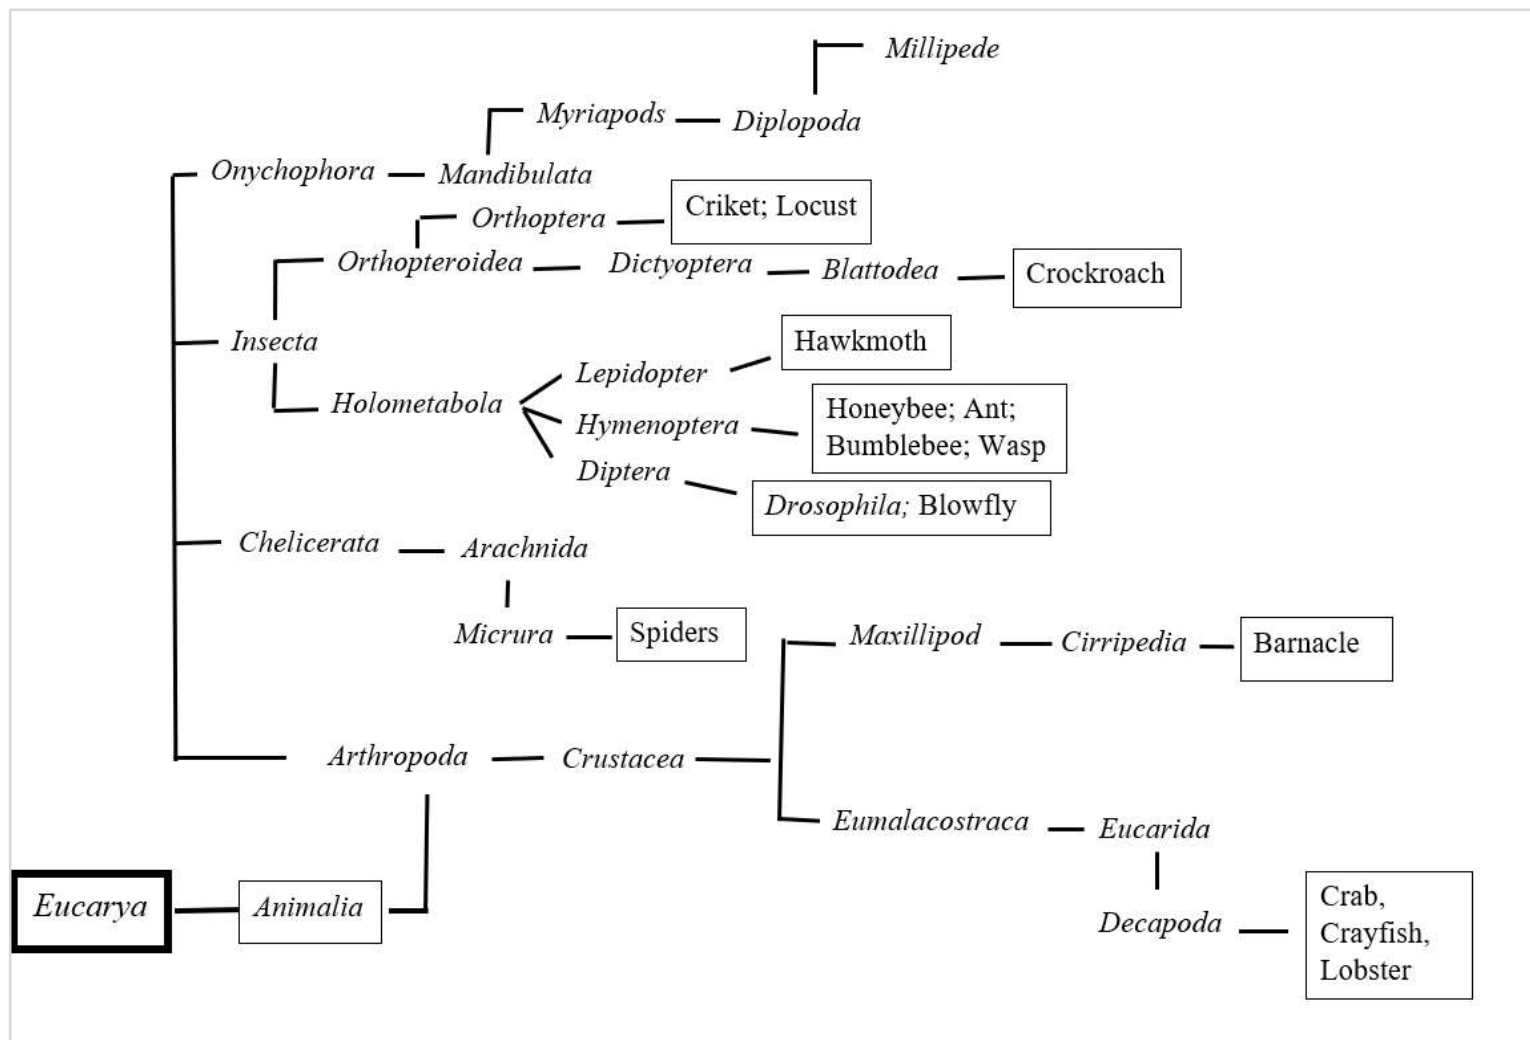 Millipede
Myriapods
Diplopoda
Onychophora
Mandibulata
Orthoptera
Criket; Locust
Orthopteroidea
Dictyoptera
Blattodea
Crockroach
Insecta
Hawkmoth
Lepidopter
Holometabola
Hymenoptera
Honeybee; Ant;
Bumblebee; Wasp
Diptera
Drosophila; Blowfly
Chelicerata
Arachnida
Micrura
Spiders
Maxillipod
Cirripedia
Barnacle
Arthropoda
Crustacea
Eumalacostraca
Eucarida
Eucarya
Animalia
Decapoda
Crab,
Crayfish,
Lobster